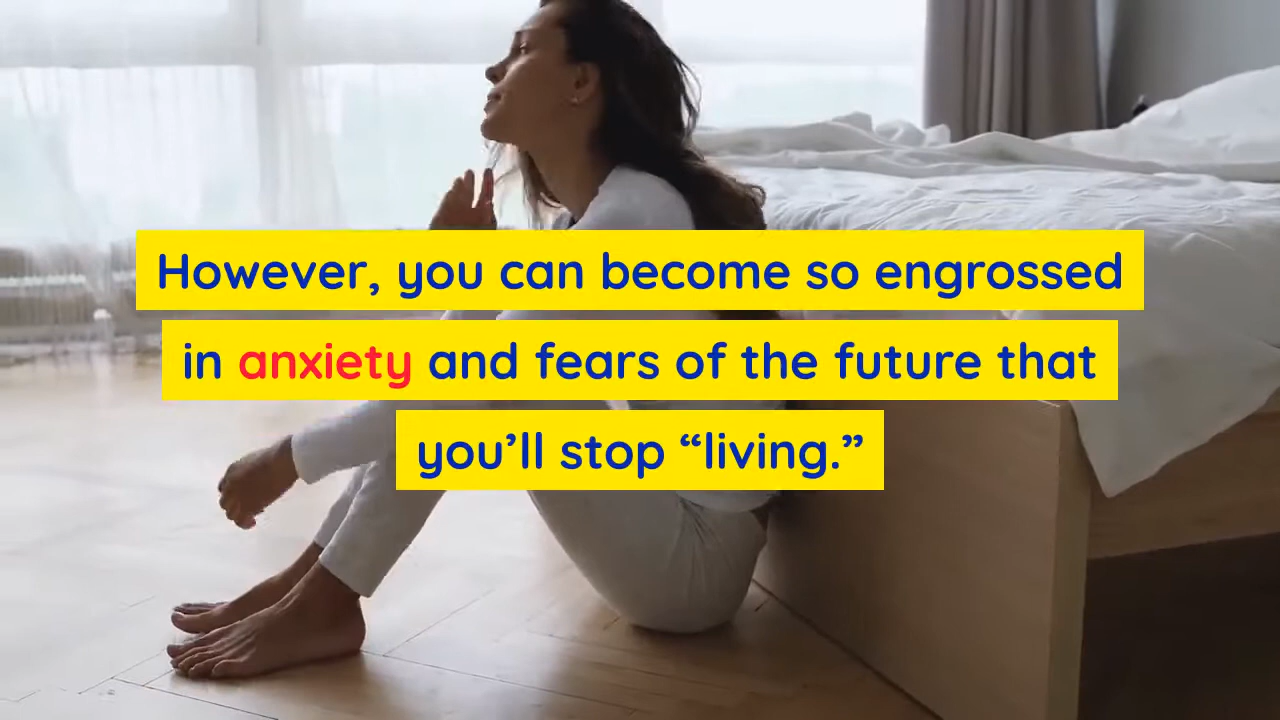 However, you can become so engrossed
in anxiety and fears of the future that
you’ll stop “living.”